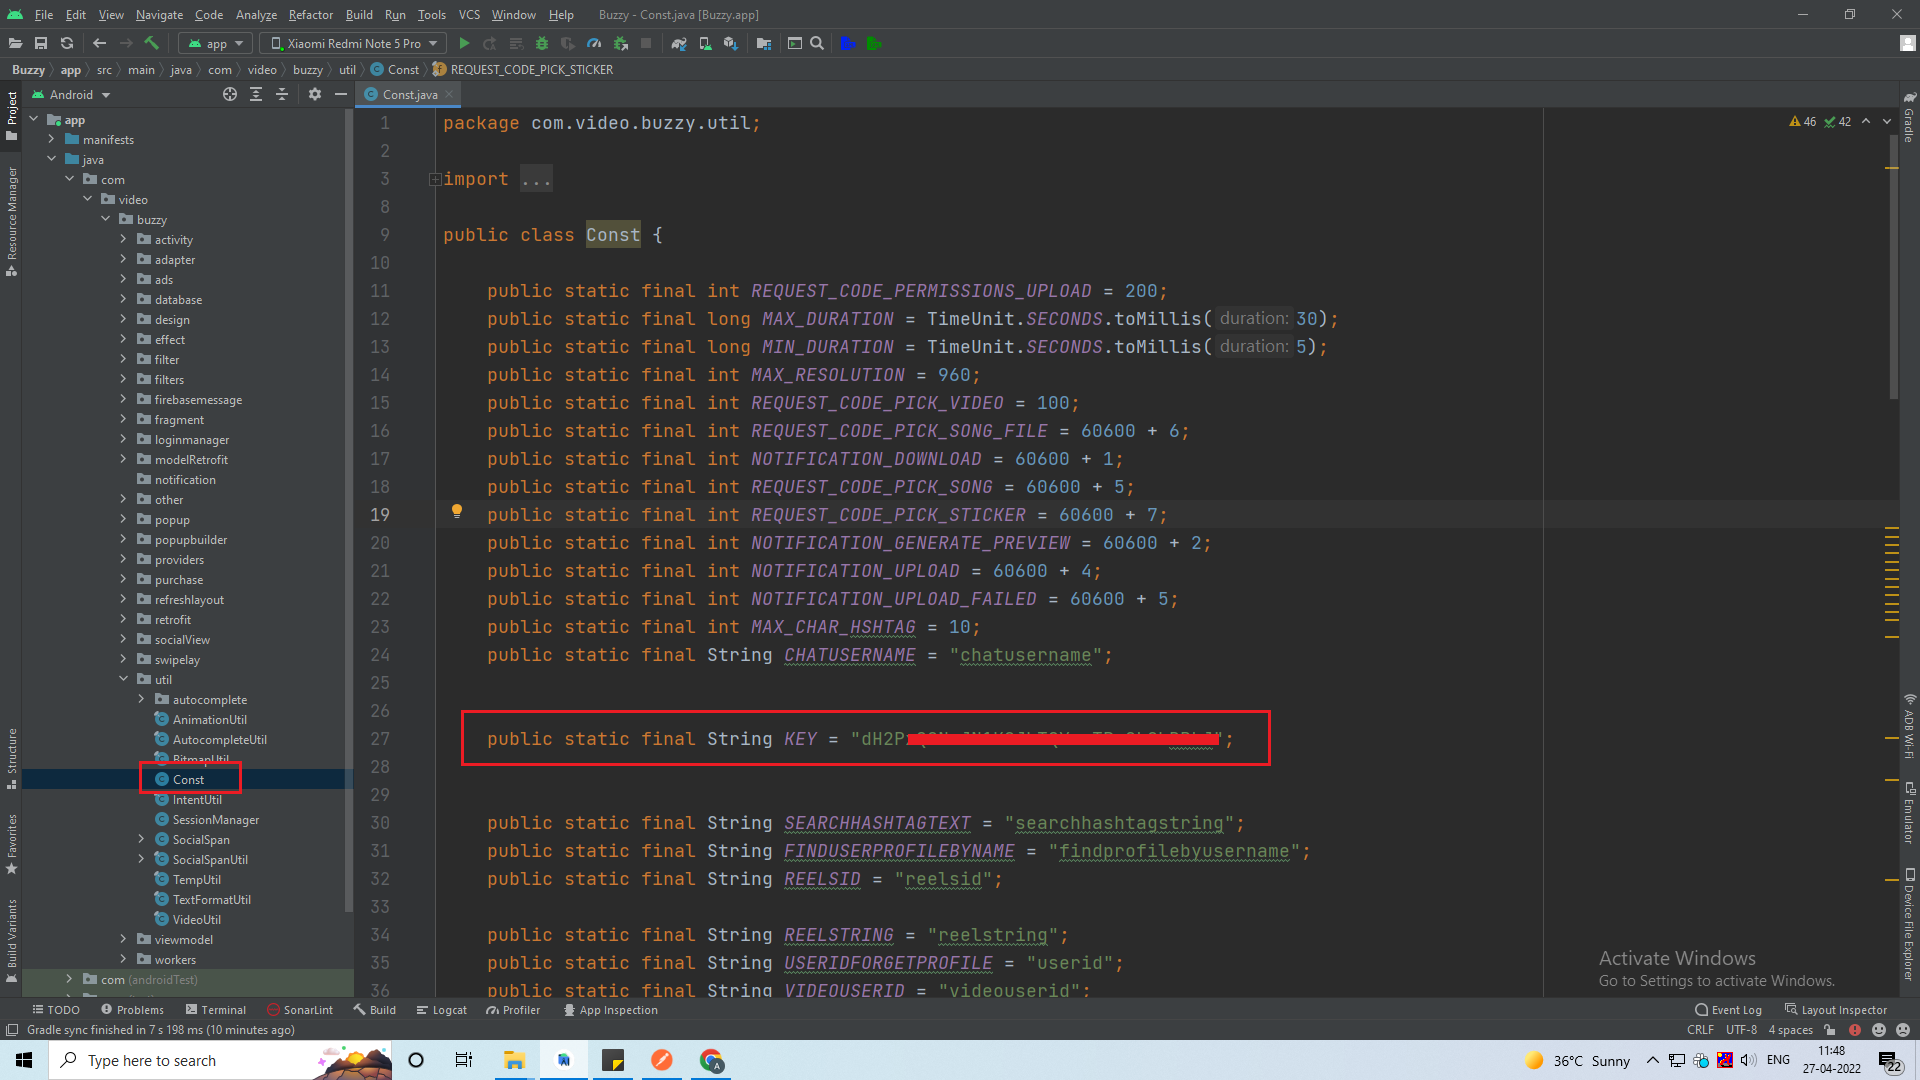 File Edit View Navigate Code Analyze Refactor Build Run Tools VCS Window Help Buzzy - Const.java [Buzzy.app]
app Xiaomi Redmi Note 5 Pro
Buzzy app src main java com video buzzy util Const REQUEST_CODE_PICK_STICKER
Android
Const.java
Project
Resource Manager
Structure
Favorites
Build Variants
app
manifests
java
com
video
buzzy
activity
adapter
ads
database
design
effect
filter
filters
firebasemessage
fragment
loginmanager
modelRetrofit
notification
other
popup
popupbuilder
providers
purchase
refreshlayout
retrofit
socialView
swipelay
util
autocomplete
AnimationUtil
AutocompleteUtil
BitmapUtil
Const
IntentUtil
SessionManager
SocialSpan
SocialSpanUtil
TempUtil
TextFormatUtil
VideoUtil
viewmodel
workers
com (androidTest)
46 42
1 package com.video.buzzy.util;
2
3 import ...
8
9 public class Const {
10
11 public static final int REQUEST_CODE_PERMISSIONS_UPLOAD = 200;
12 public static final long MAX_DURATION = TimeUnit.SECONDS.toMillis( duration: 30);
13 public static final long MIN_DURATION = TimeUnit.SECONDS.toMillis( duration: 5);
14 public static final int MAX_RESOLUTION = 960;
15 public static final int REQUEST_CODE_PICK_VIDEO = 100;
16 public static final int REQUEST_CODE_PICK_SONG_FILE = 60600 + 6;
17 public static final int NOTIFICATION_DOWNLOAD = 60600 + 1;
18 public static final int REQUEST_CODE_PICK_SONG = 60600 + 5;
19 public static final int REQUEST_CODE_PICK_STICKER = 60600 + 7;
20 public static final int NOTIFICATION_GENERATE_PREVIEW = 60600 + 2;
21 public static final int NOTIFICATION_UPLOAD = 60600 + 4;
22 public static final int NOTIFICATION_UPLOAD_FAILED = 60600 + 5;
23 public static final int MAX_CHAR_HSHTAG = 10;
24 public static final String CHATUSERNAME = "chatusername";
25
26
27 public static final String KEY = "dH2P ";
28
29
30 public static final String SEARCHHASHTAGTEXT = "searchhashtagstring";
31 public static final String FINDUSERPROFILEBYNAME = "findprofilebyusername";
32 public static final String REELSID = "reelsid";
33
34 public static final String REELSTRING = "reelstring";
35 public static final String USERIDFORGETPROFILE = "userid";
36 public static final String VIDEOUSERID = "videouserid";
Gradle
ADB Wi-Fi
Emulator
Device File Explorer
Activate Windows
Go to Settings to activate Windows.
TODO Problems Terminal SonarLint Build Logcat Profiler App Inspection Event Log Layout Inspector
Gradle sync finished in 7 s 198 ms (10 minutes ago) CRLF UTF-8 4 spaces
Type here to search
36°C Sunny ENG 11:48
27-04-2022
22